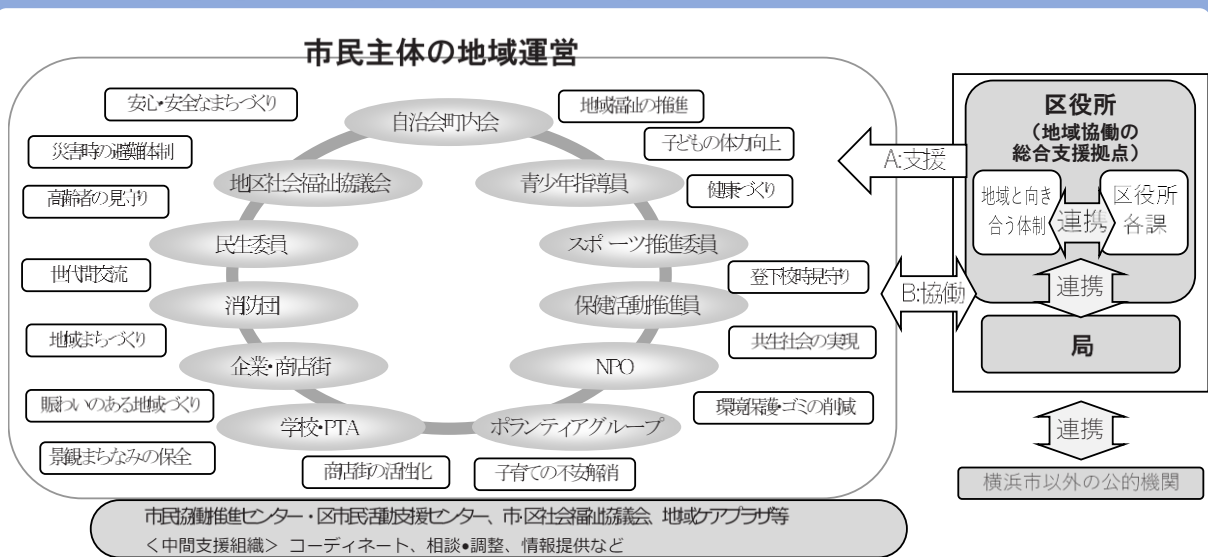 市民主体の地域運営
安心・安全なまちづくり
地域福祉の推進
自治会町内会
子どもの体力向上
災害時の避難体制
地区社会福祉協議会
青少年指導員
健康づくり
高齢者の見守り
民生委員
スポーツ推進委員
世代間交流
登下校時見守り
消防団
保健活動推進員
地域まちづくり
共生社会の実現
企業・商店街
NPO
賑わいのある地域づくり
環境保護・ゴミの削減
学校・PTA
ボランティアグループ
景観まちなみの保全
商店街の活性化
子育ての不安解消
市民協働推進センター・区市民活動支援センター、市・区社会福祉協議会、地域ケアプラザ等
<中間支援組織> コーディネート、相談•調整、情報提供など
A:支援
B:協働
区役所
(地域協働の
総合支援拠点)
地域と向き
合う体制
連携
区役所
各課
連携
局
連携
横浜市以外の公的機関